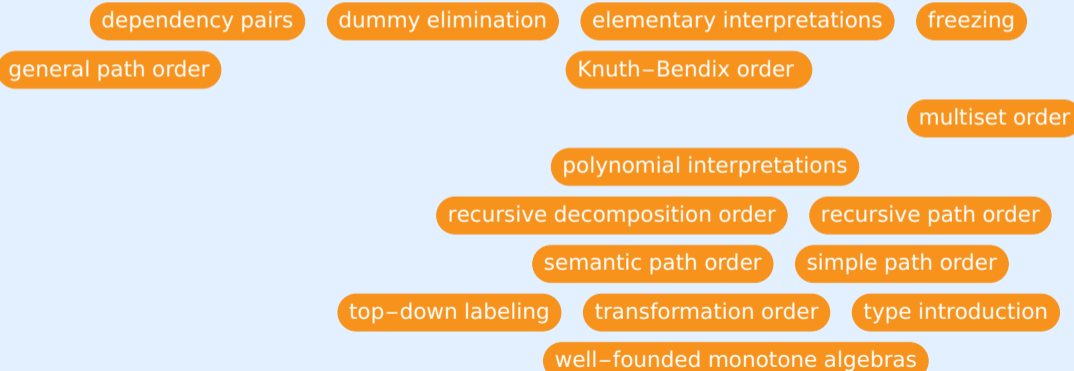 dependency pairs dummy elimination elementary interpretations freezing
general path order Knuth–Bendix order
multiset order
polynomial interpretations
recursive decomposition order recursive path order
semantic path order simple path order
top–down labeling transformation order type introduction
well–founded monotone algebras